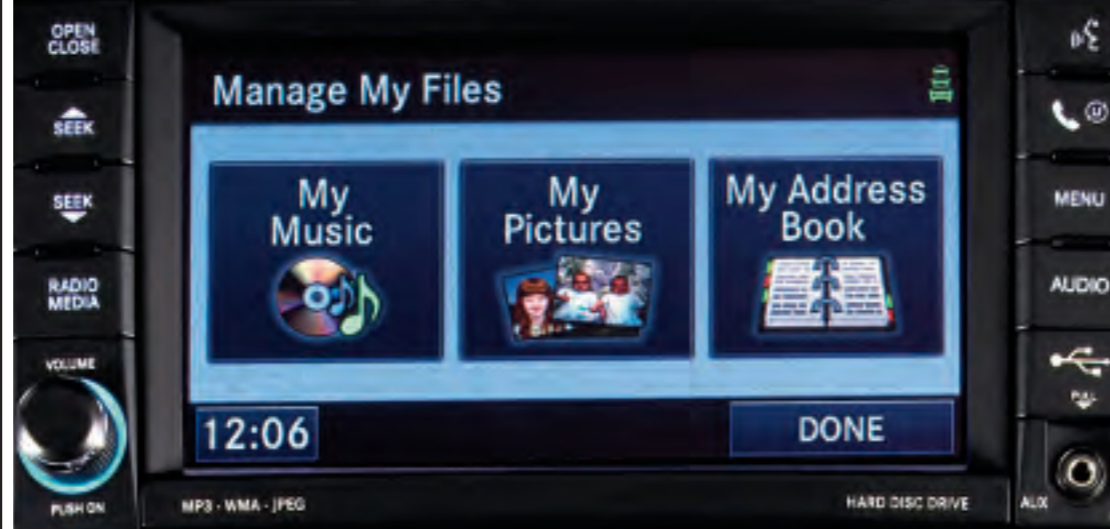 OPEN
CLOSE
SEEK
SEEK
RADIO
MEDIA
VOLUME
PUSH ON
Manage My Files
My
Music
My
Pictures
My Address
Book
12:06
DONE
MP3 - WMA - JPEG
HARD DISC DRIVE
MENU
AUDIO
PULL
AUX